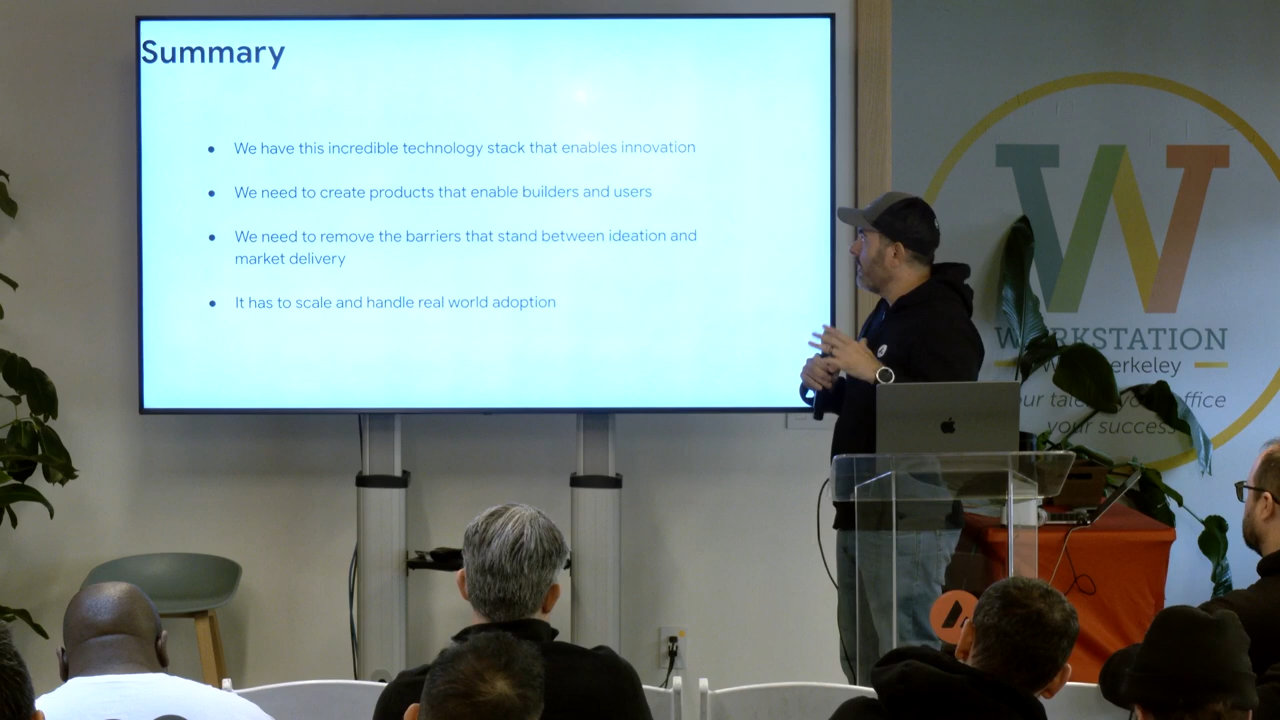 Summary
• We have this incredible technology stack that enables innovation
• We need to create products that enable builders and users
• We need to remove the barriers that stand between ideation and
market delivery
• It has to scale and handle real world adoption
W
WORKSTATION
erkeley
office
your success